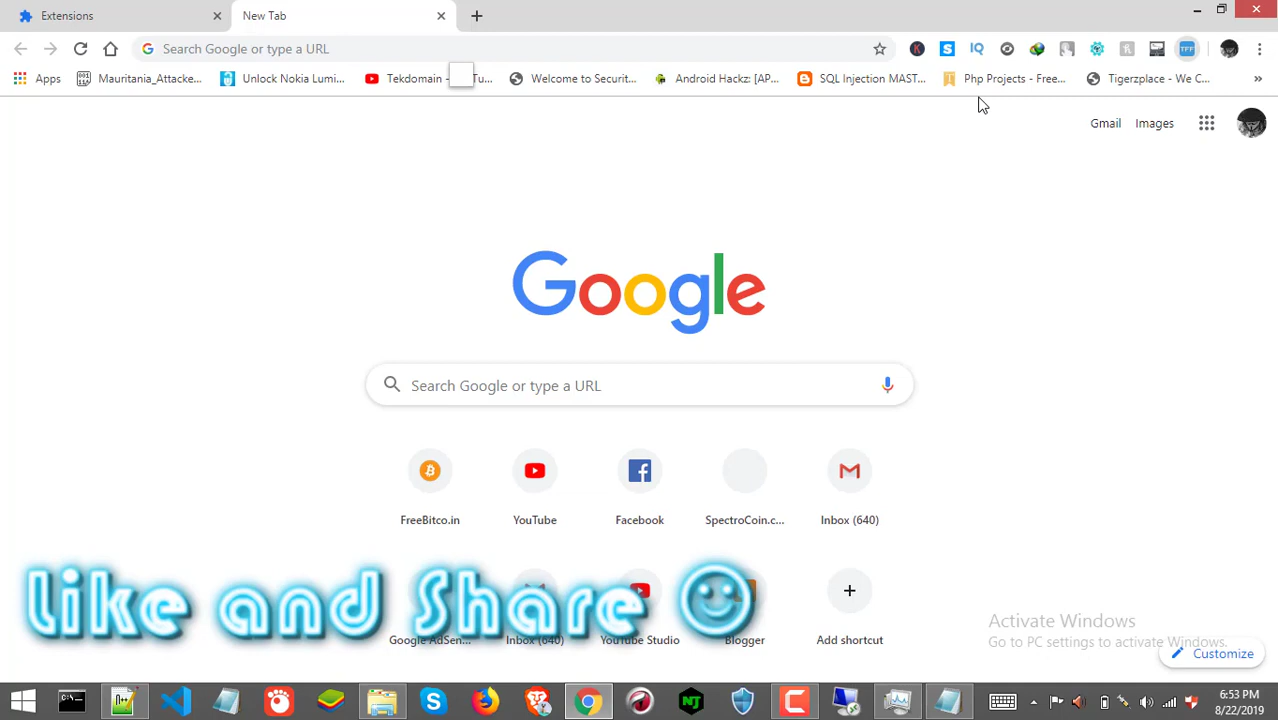 Extensions
New Tab
Search Google or type a URL
TFF
Apps
Mauritania_Attacke...
Unlock Nokia Lumi...
Tekdomain -
Tu...
Welcome to Securit...
Android Hackz: [AP...
SQL Injection MAST...
Php Projects - Free...
Tigerzplace - We C...
Gmail
Images
Google
Search Google or type a URL
FreeBitco.in
YouTube
Facebook
SpectroCoin.c...
Inbox (640)
Like and Share
Google AdSen...
Inbox (640)
YouTube Studio
Blogger
Add shortcut
Activate Windows
Go to PC settings to activate Windows.
Customize
6:53 PM
8/22/2019